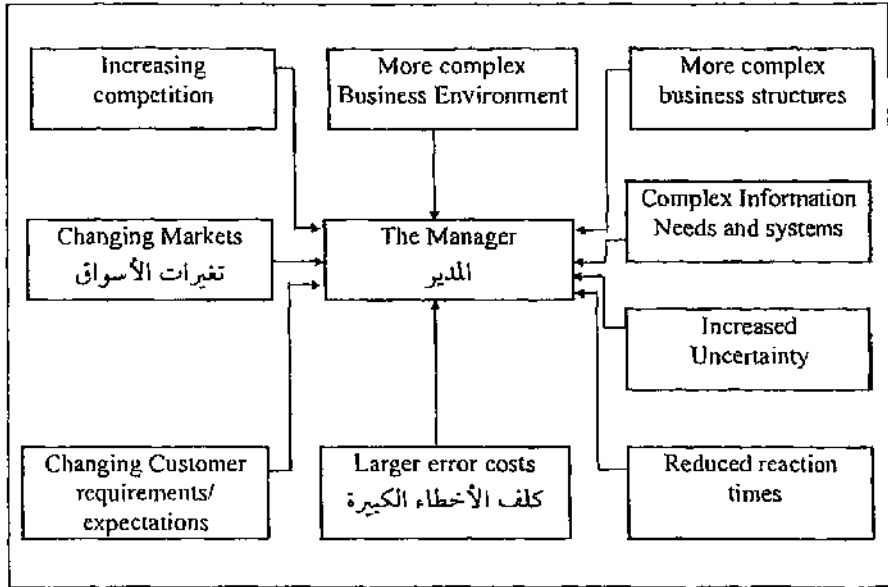 Increasing
competition
More complex
Business Environment
More complex
business structures
Complex Information
Needs and systems
Changing Markets
تغيرات الأسواق
The Manager
المدير
Increased
Uncertainty
Changing Customer
requirements/
expectations
Larger error costs
كلف الأخطاء الكبيرة
Reduced reaction
times